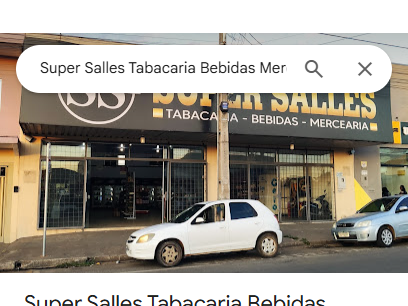 Super Salles Tabacaria Bebidas Mer
SS
SUPER SALLES
TABACARIA - BEBIDAS - MERCEARIA
Super Salles Tabacaria Bebidas